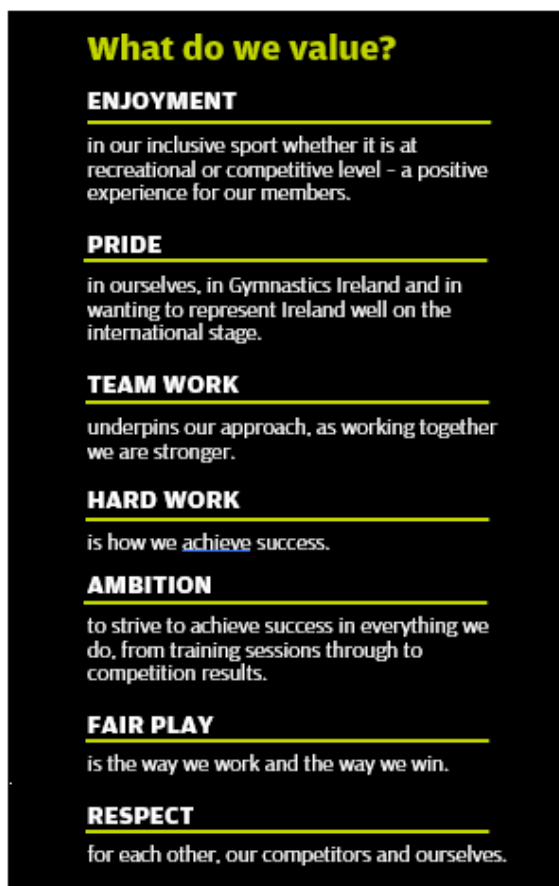 What do we value?
ENJOYMENT
in our inclusive sport whether it is at
recreational or competitive level – a positive
experience for our members.
PRIDE
in ourselves, in Gymnastics Ireland and in
wanting to represent Ireland well on the
international stage.
TEAM WORK
underpins our approach, as working together
we are stronger.
HARD WORK
is how we achieve success.
AMBITION
to strive to achieve success in everything we
do, from training sessions through to
competition results.
FAIR PLAY
is the way we work and the way we win.
RESPECT
for each other, our competitors and ourselves.